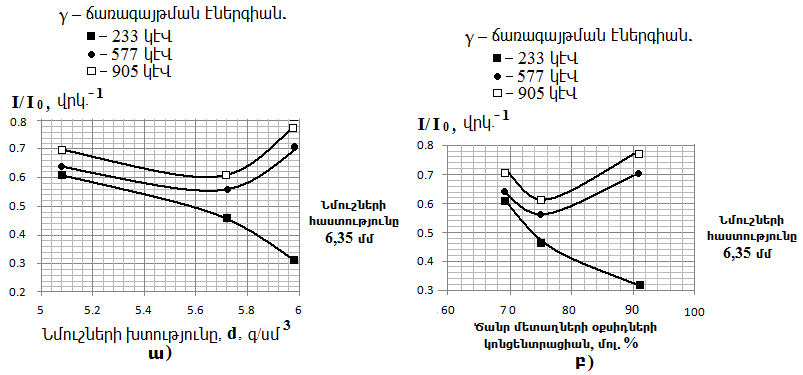 γ – ճառագայթման էներգիան.
– 233 կէՎ
– 577 կէՎ
– 905 կէՎ
I/I₀, վրկ.⁻¹
0.8
0.7
0.6
0.5
0.4
0.3
0.2
5 5.2 5.4 5.6 5.8 6
Նմուշների խտությունը, d, գ/սմ³
ա)
Նմուշների
հաստությունը
6,35 մմ
γ – ճառագայթման էներգիան.
– 233 կէՎ
– 577 կէՎ
– 905 կէՎ
I/I₀, վրկ.⁻¹
0.8
0.7
0.6
0.5
0.4
0.3
60 70 80 90 100
Ծանր մետաղների օքսիդների
կոնցենտրացիան, մոլ. %
բ)
Նմուշների
հաստությունը
6,35 մմ